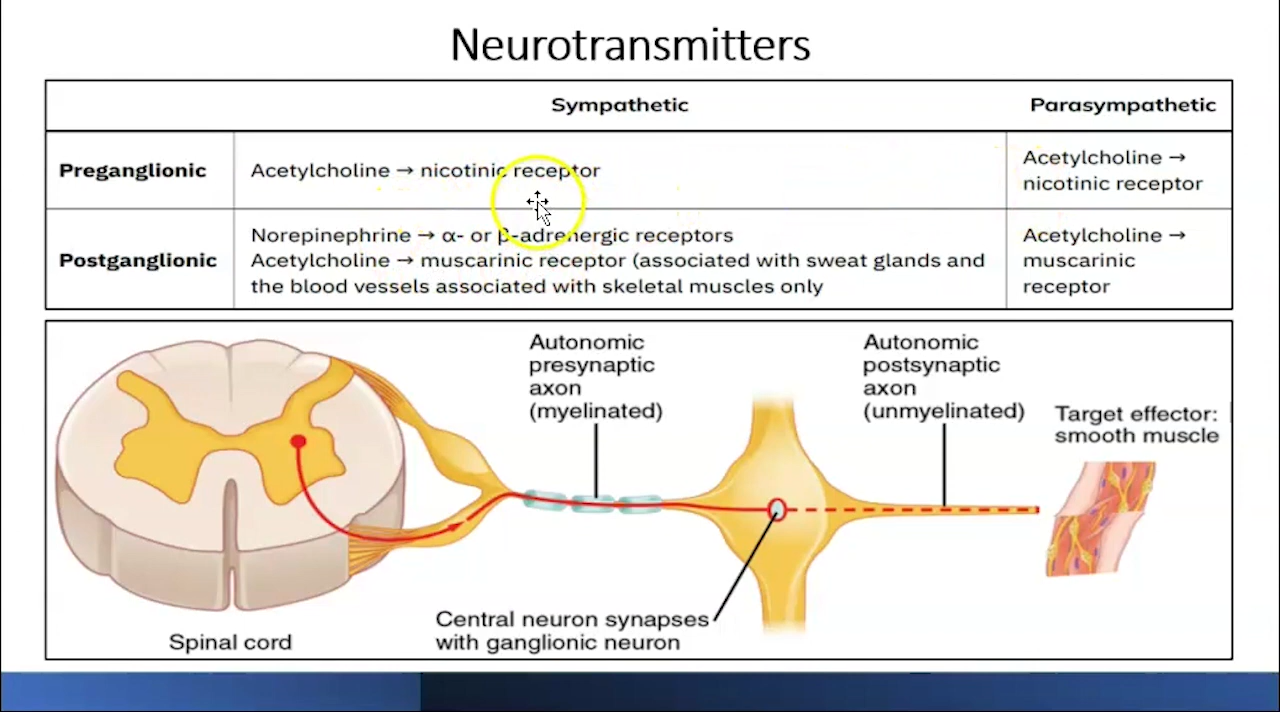 Neurotransmitters
Sympathetic
Parasympathetic
Preganglionic
Acetylcholine → nicotinic receptor
Acetylcholine →
nicotinic receptor
Postganglionic
Norepinephrine → α- or β-adrenergic receptors
Acetylcholine → muscarinic receptor (associated with sweat glands and
the blood vessels associated with skeletal muscles only
Acetylcholine →
muscarinic
receptor
Autonomic
presynaptic
axon
(myelinated)
Autonomic
postsynaptic
axon
(unmyelinated)
Target effector:
smooth muscle
Central neuron synapses
with ganglionic neuron
Spinal cord